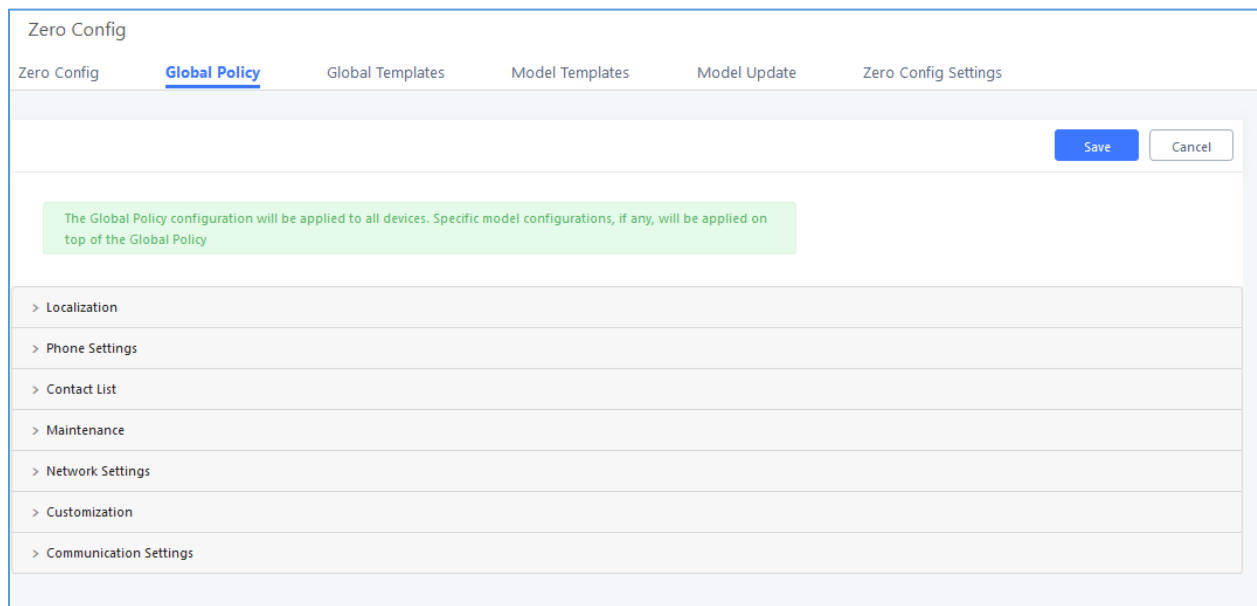 Zero Config
Zero Config Global Policy Global Templates Model Templates Model Update Zero Config Settings
Save Cancel
The Global Policy configuration will be applied to all devices. Specific model configurations, if any, will be applied on
top of the Global Policy
> Localization
> Phone Settings
> Contact List
> Maintenance
> Network Settings
> Customization
> Communication Settings